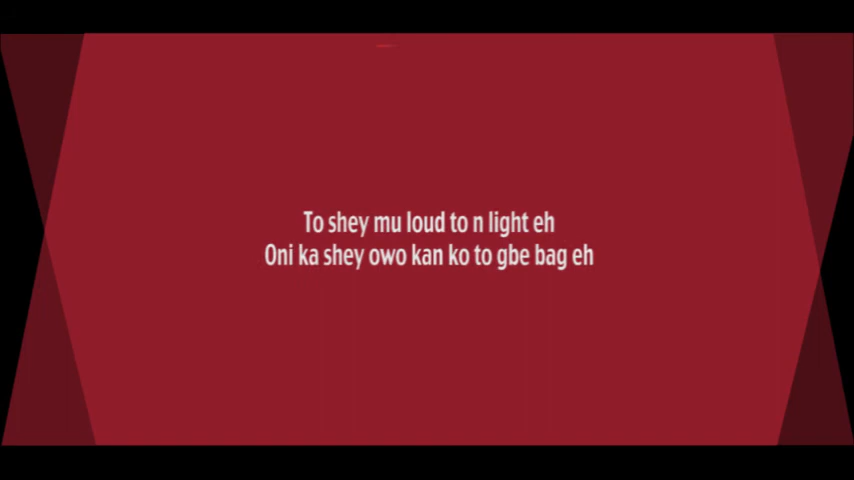 To shey mu loud to n light eh
Oni ka shey owo kan ko to gbe bag eh